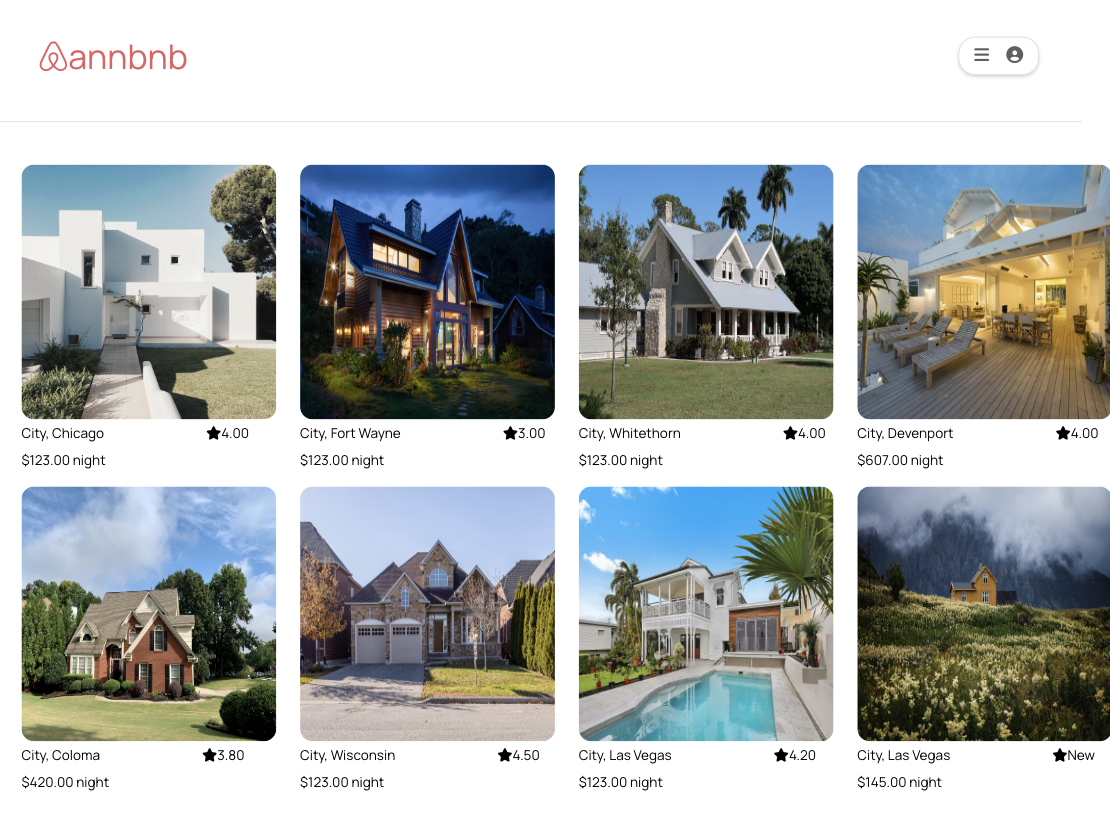 annbnb
City, Chicago 4.00
$123.00 night
City, Fort Wayne 3.00
$123.00 night
City, Whitethorn 4.00
$123.00 night
City, Devenport 4.00
$607.00 night
City, Coloma 3.80
$420.00 night
City, Wisconsin 4.50
$123.00 night
City, Las Vegas 4.20
$123.00 night
City, Las Vegas New
$145.00 night